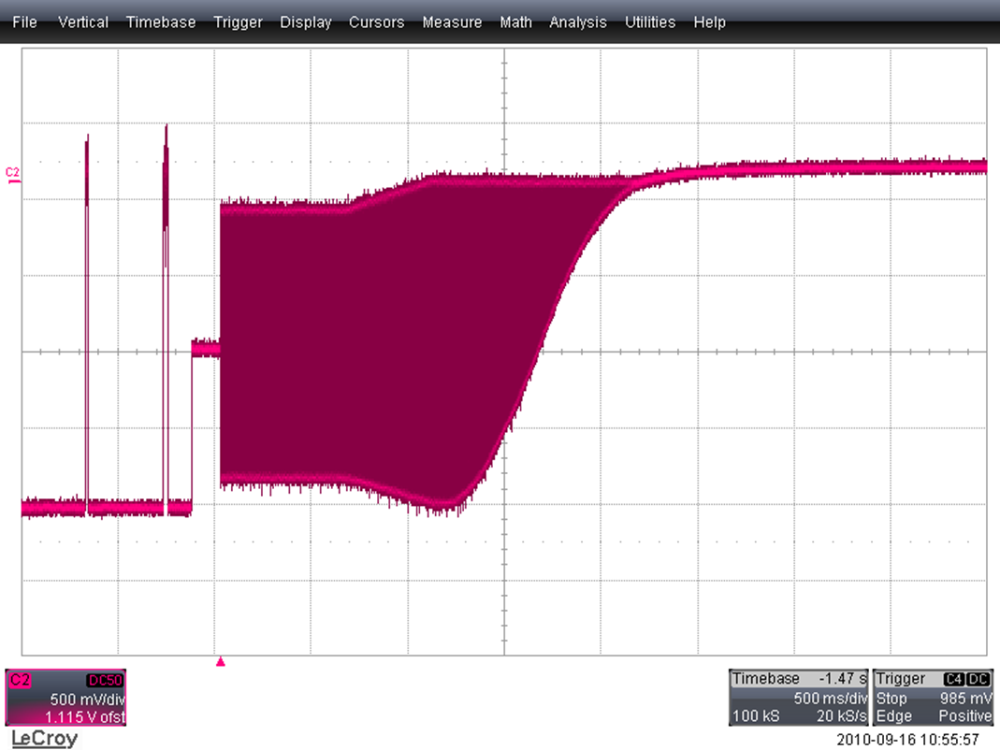 File Vertical Timebase Trigger Display Cursors Measure Math Analysis Utilities Help
C2
C2 DC50
500 mV/div
1.115 V ofst
Timebase -1.47 s
500 ms/div
100 kS 20 kS/s
Trigger C4 DC
Stop 985 mV
Edge Positive
LeCroy
2010-09-16 10:55:57